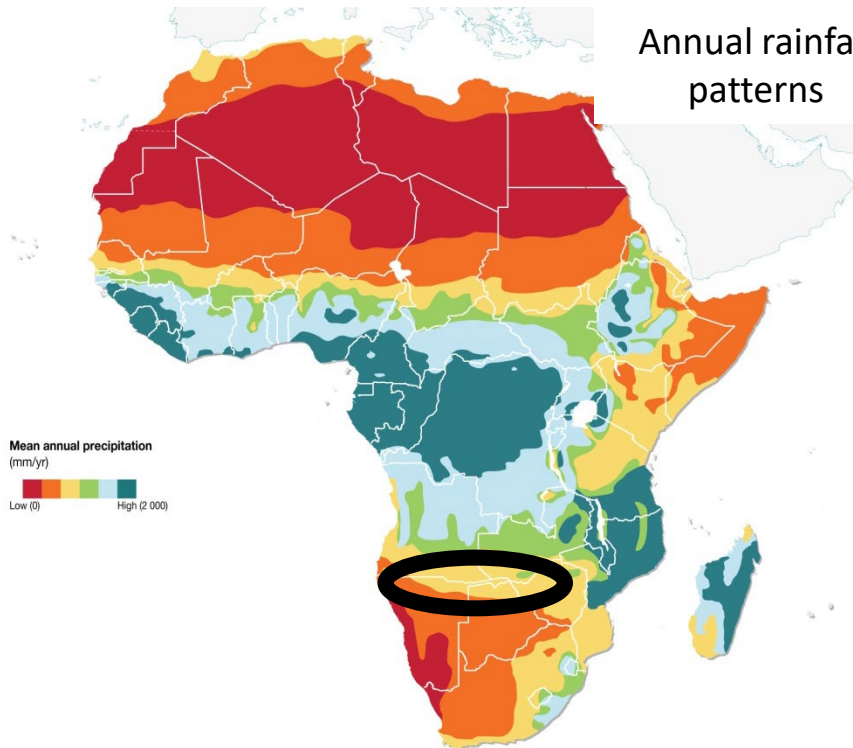 Annual rainfa
patterns
Mean annual precipitation
(mm/yr)
Low (0) High (2 000)